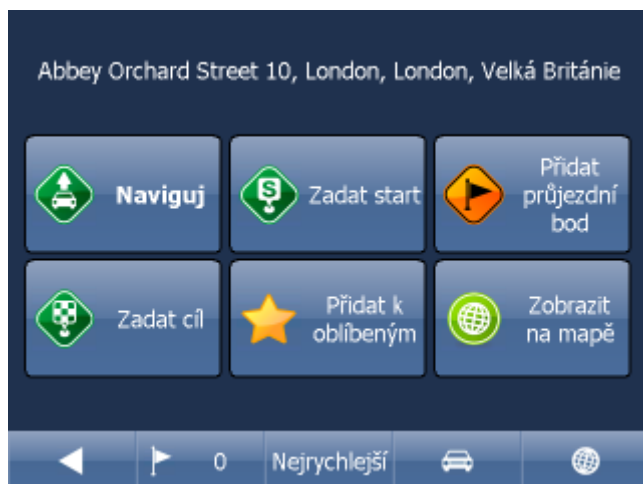 Abbey Orchard Street 10, London, London, Velká Británie
Naviguj
S
Zadat start
Přidat
průjezdní
bod
Zadat cíl
Přidat k
oblíbeným
Zobrazit
na mapě
0
Nejrychlejší